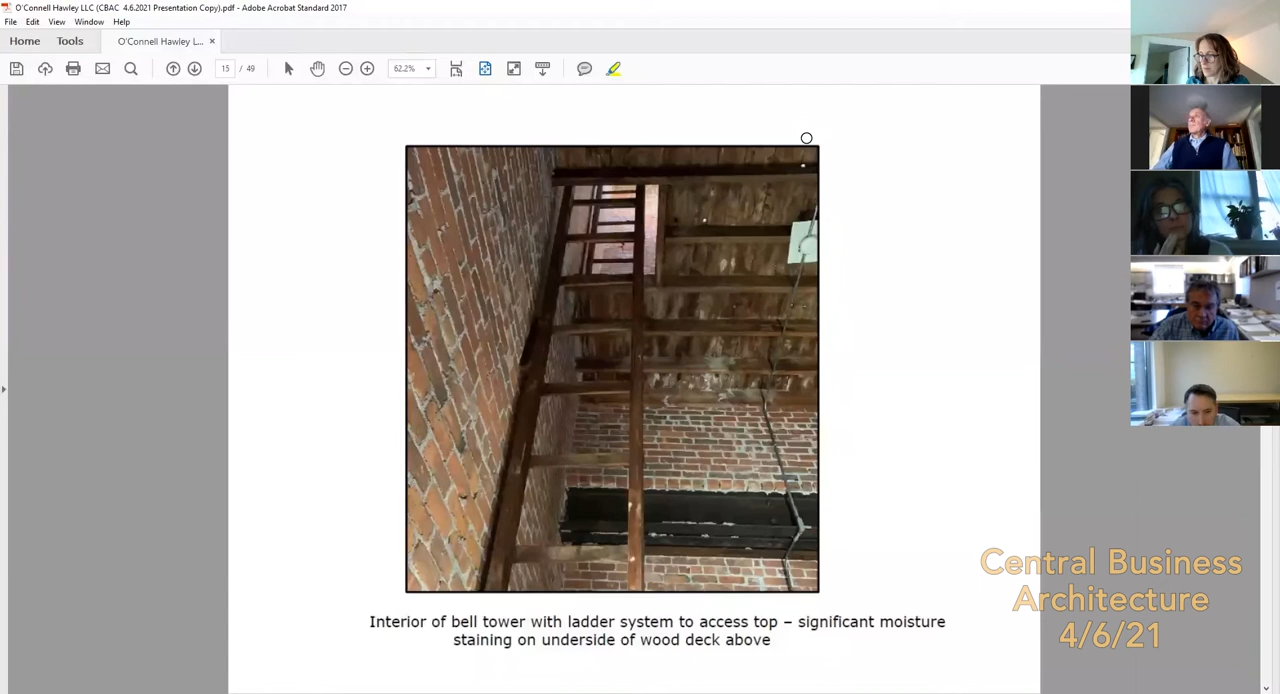 O'Connell Hawley LLC (CBAC  4.6.2021 Presentation Copy).pdf - Adobe Acrobat Standard 2017
File Edit View Window Help
Home Tools O'Connell Hawley L... ×
15 / 49 62.2%
Interior of bell tower with ladder system to access top – significant moisture
staining on underside of wood deck above
Central Business
Architecture
4/6/21